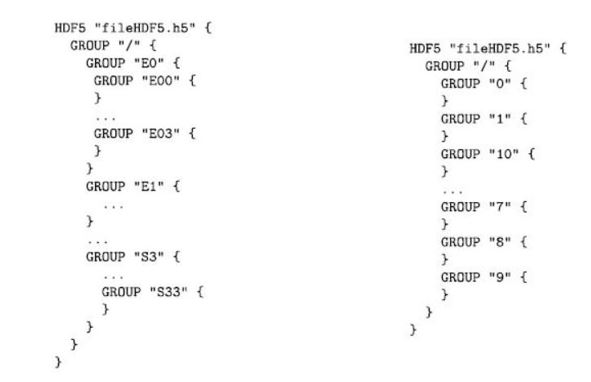 HDF5 "fileHDF5.h5" {
GROUP "/" {
GROUP "E0" {
GROUP "E00" {
}
...
GROUP "E03" {
}
}
GROUP "E1" {
...
}
...
GROUP "S3" {
...
GROUP "S33" {
}
}
}
}
HDF5 "fileHDF5.h5" {
GROUP "/" {
GROUP "0" {
}
GROUP "1" {
}
GROUP "10" {
}
...
GROUP "7" {
}
GROUP "8" {
}
GROUP "9" {
}
}
}